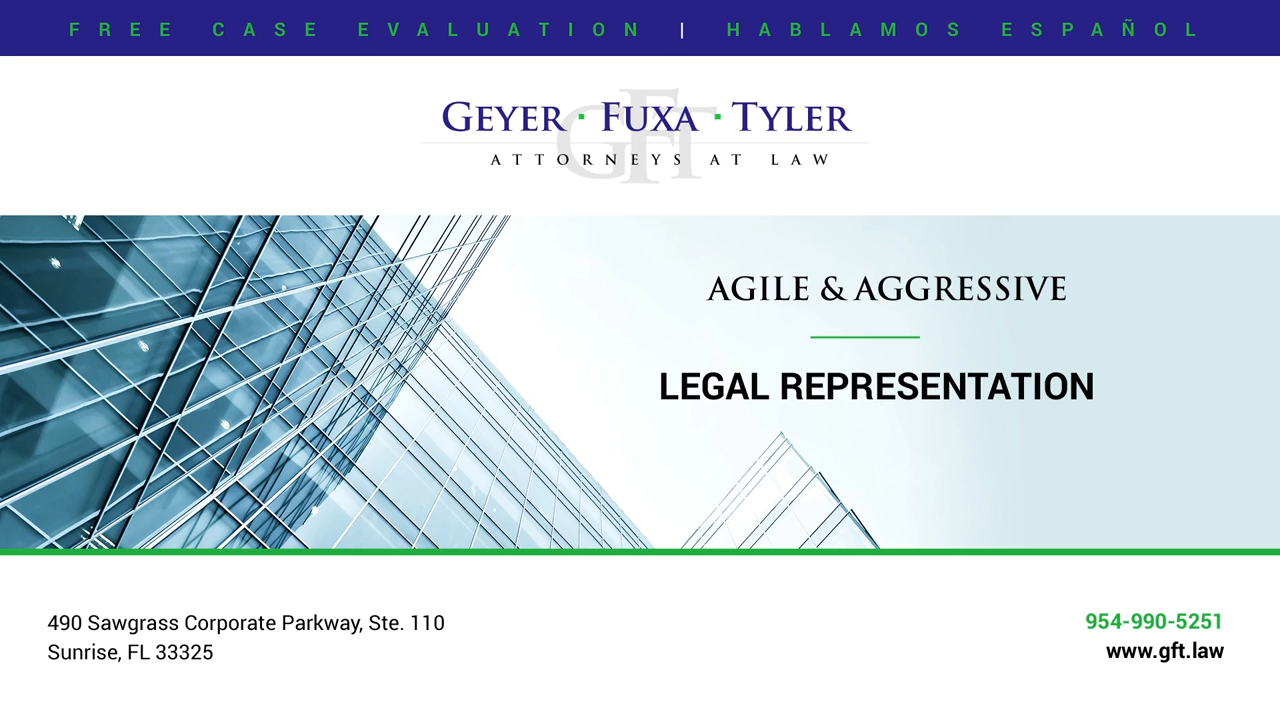 FREE CASE EVALUATION | HABLAMOS ESPAÑOL
GFT
GEYER · FUXA · TYLER
ATTORNEYS AT LAW
AGILE & AGGRESSIVE
LEGAL REPRESENTATION
490 Sawgrass Corporate Parkway, Ste. 110
Sunrise, FL 33325
954-990-5251
www.gft.law